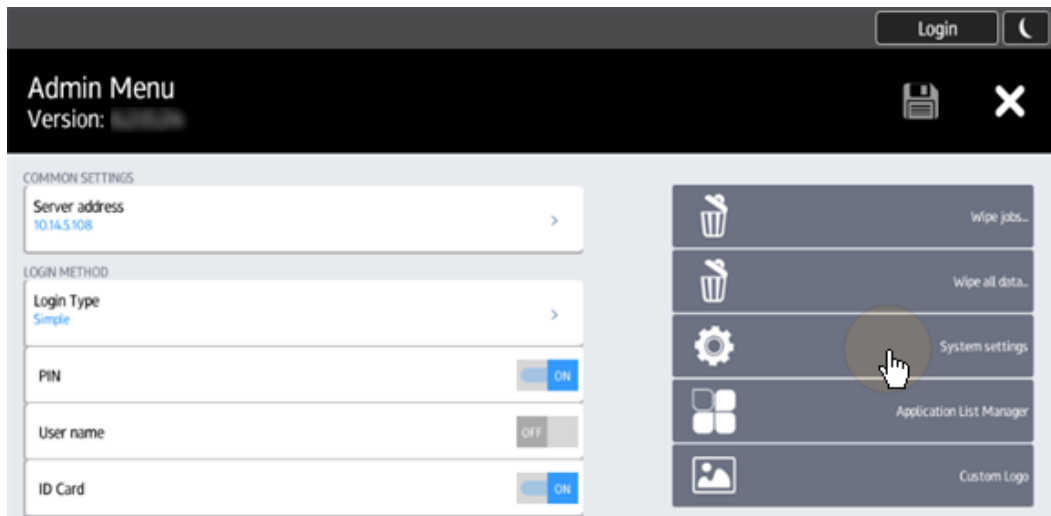 Login
Admin Menu
Version:
COMMON SETTINGS
Server address
10.14.5.108
LOGIN METHOD
Login Type
Simple
PIN
ON
User name
OFF
ID Card
ON
Wipe jobs...
Wipe all data...
System settings
Application List Manager
Custom Logo